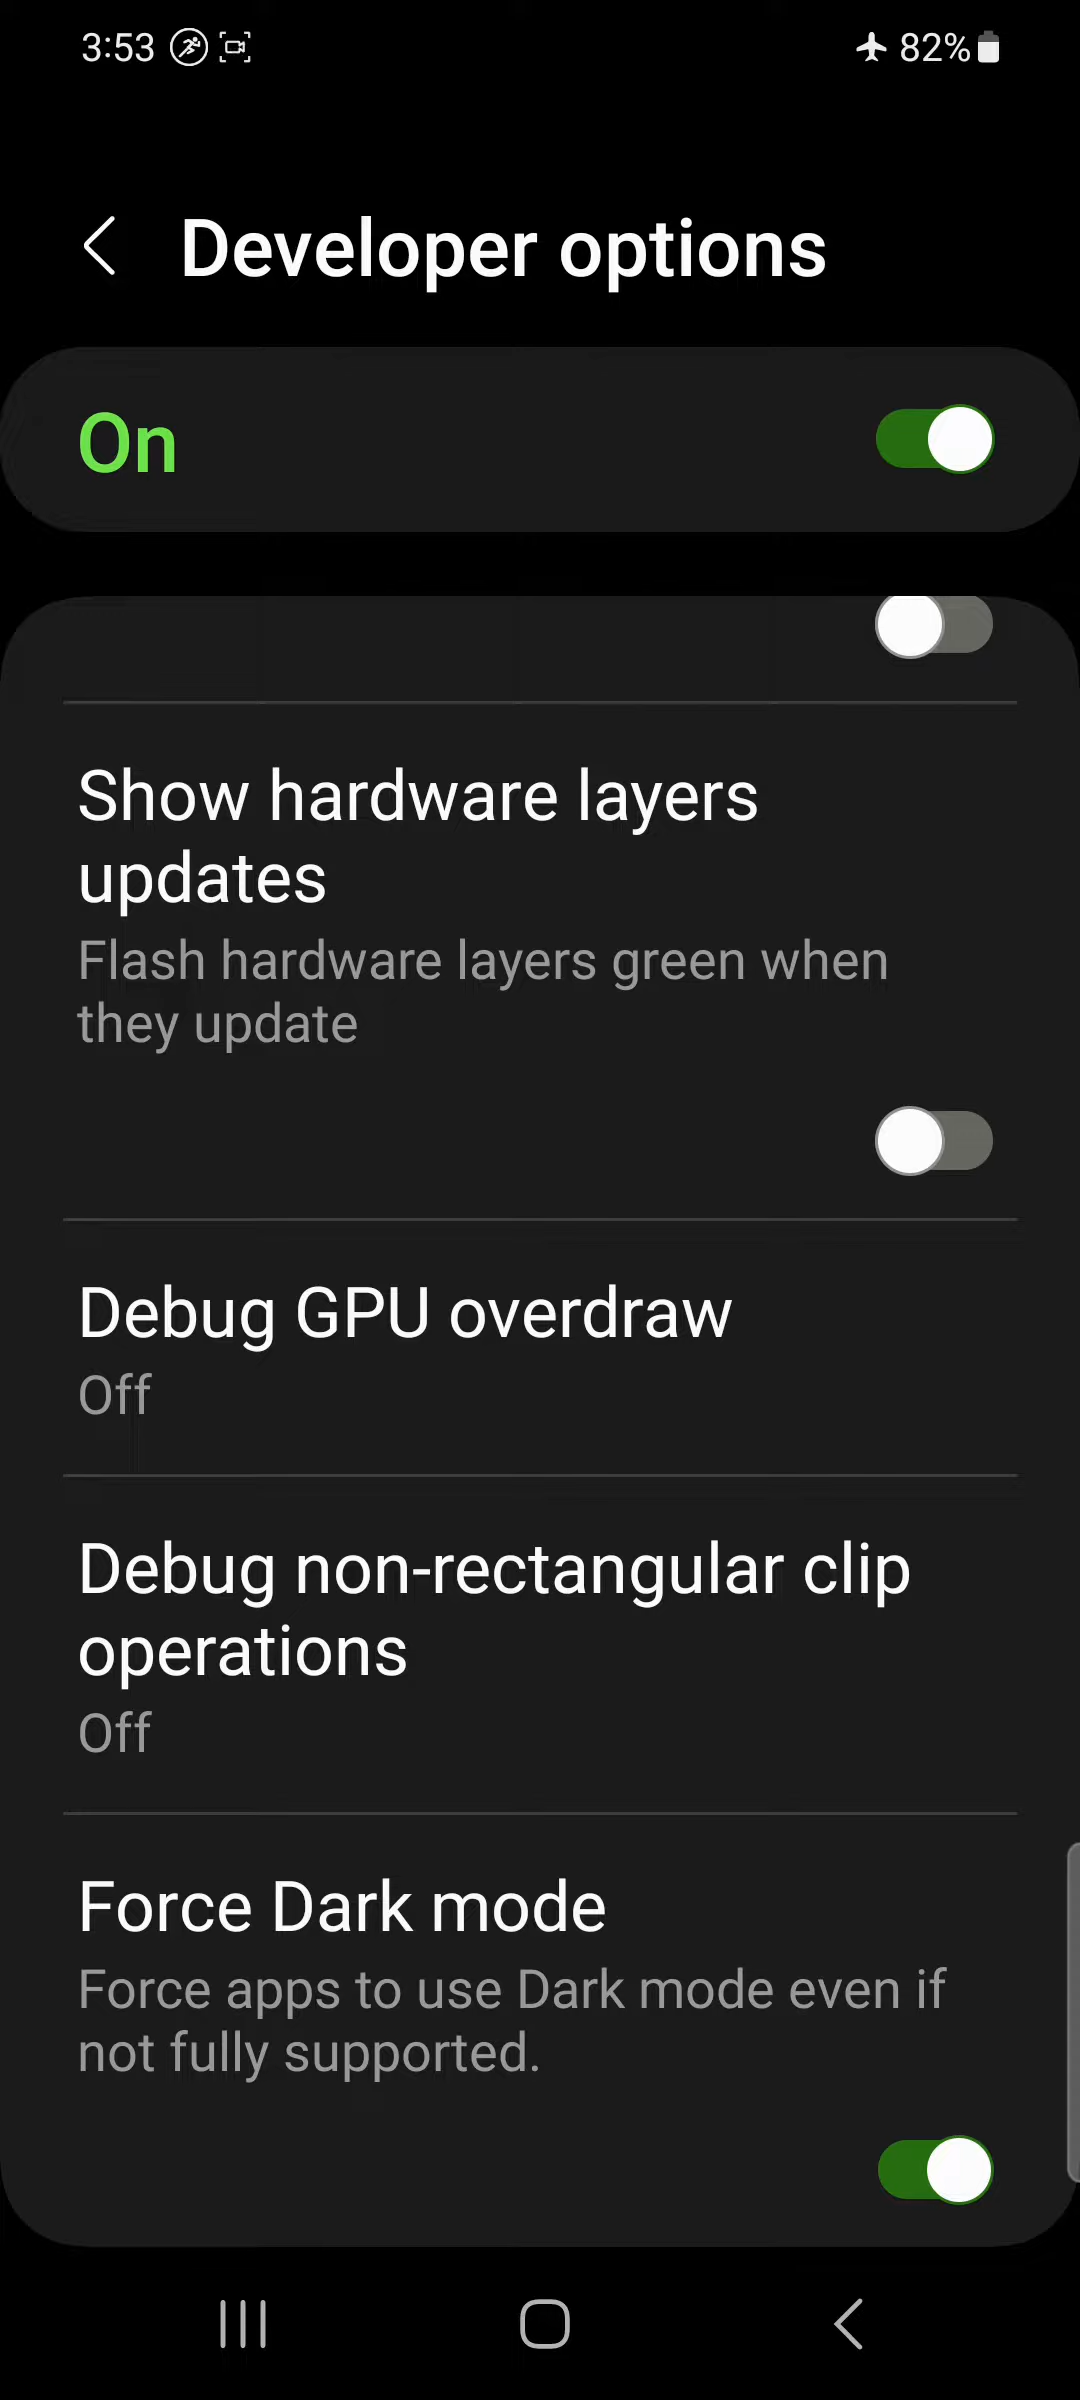 3:53
82%
Developer options
On
Show hardware layers
updates
Flash hardware layers green when
they update
Debug GPU overdraw
Off
Debug non-rectangular clip
operations
Off
Force Dark mode
Force apps to use Dark mode even if
not fully supported.